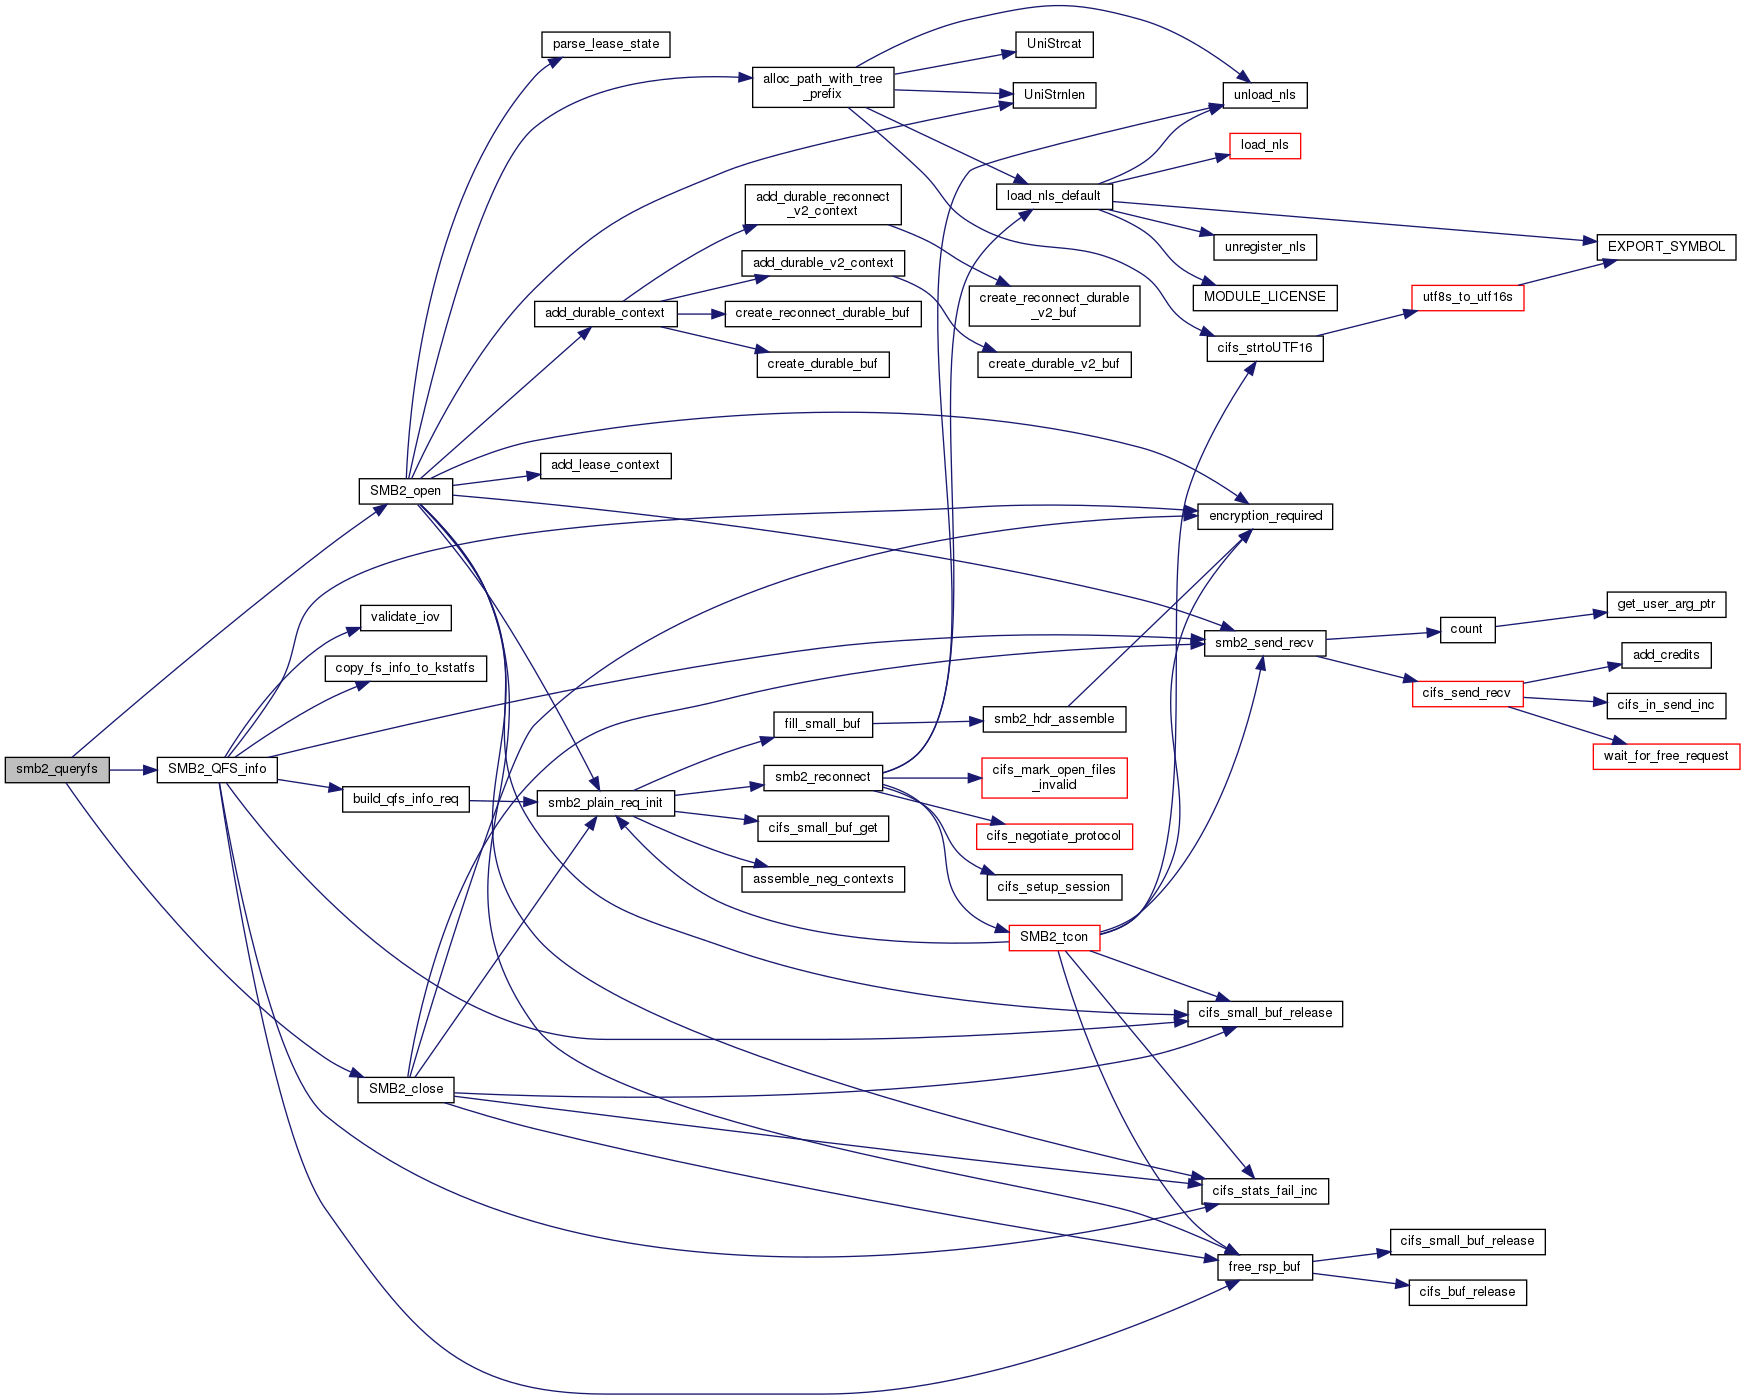 parse_lease_state
UniStrcat
alloc_path_with_tree
_prefix
UniStrnlen
unload_nls
load_nls
add_durable_reconnect
_v2_context
load_nls_default
unregister_nls
EXPORT_SYMBOL
add_durable_v2_context
create_reconnect_durable
_v2_buf
MODULE_LICENSE
utf8s_to_utf16s
add_durable_context
create_reconnect_durable_buf
cifs_strtoUTF16
create_durable_buf
create_durable_v2_buf
add_lease_context
SMB2_open
encryption_required
validate_iov
get_user_arg_ptr
count
smb2_send_recv
add_credits
copy_fs_info_to_kstatfs
cifs_send_recv
cifs_in_send_inc
fill_small_buf
smb2_hdr_assemble
wait_for_free_request
smb2_queryfs
SMB2_QFS_info
smb2_reconnect
cifs_mark_open_files
_invalid
build_qfs_info_req
smb2_plain_req_init
cifs_small_buf_get
cifs_negotiate_protocol
assemble_neg_contexts
cifs_setup_session
SMB2_tcon
cifs_small_buf_release
SMB2_close
cifs_stats_fail_inc
cifs_small_buf_release
free_rsp_buf
cifs_buf_release